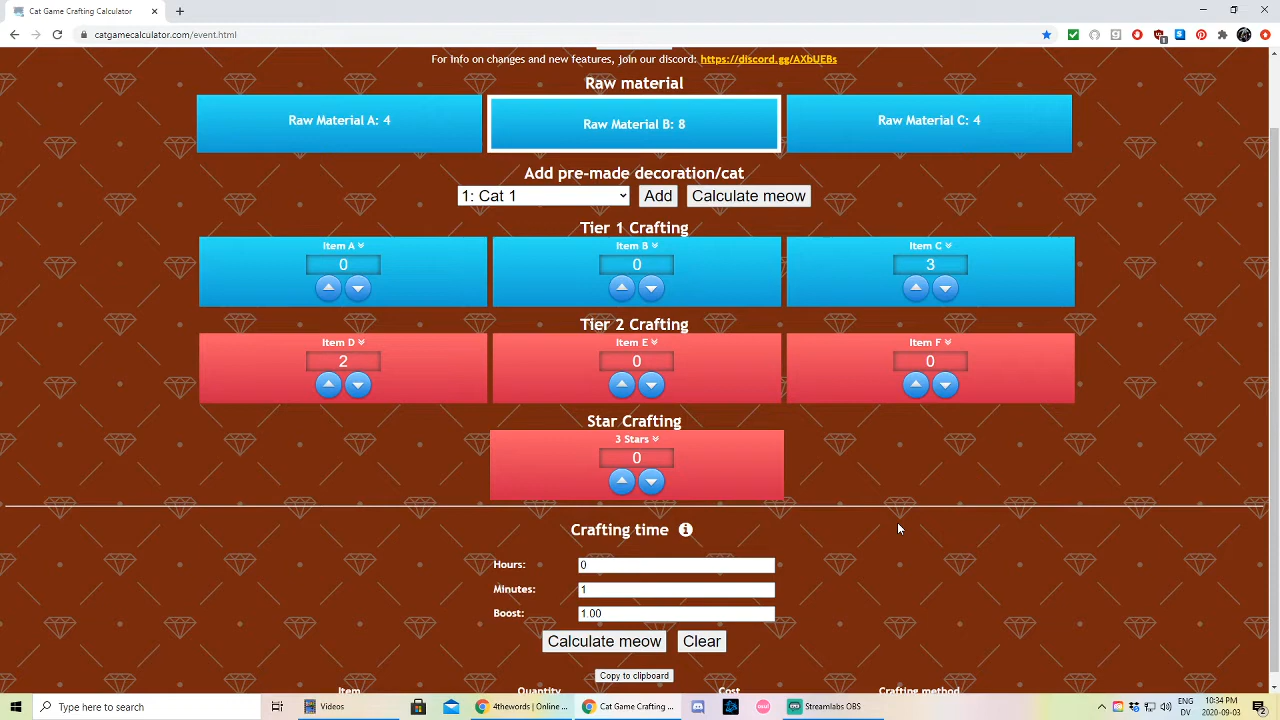 Cat Game Crafting Calculator
catgamecalculator.com/event.html
For Info on changes and new features, join our discord: https://discord.gg/AXbUEBs
Raw material
Raw Material A: 4
Raw Material B: 8
Raw Material C: 4
Add pre-made decoration/cat
1: Cat 1
Add
Calculate meow
Tier 1 Crafting
Item A
Item B
Item C
0
0
3
Tier 2 Crafting
Item D
Item E
Item F
2
0
0
Star Crafting
3 Stars
0
Crafting time
Hours: 0
Minutes: 1
Boost: 1.00
Calculate meow
Clear
Copy to clipboard
Item Quantity Cost Crafting method
Type here to search
Videos
4thewords | Online ...
Cat Game Crafting ...
Streamlabs OBS
ENG
DV
10:34 PM
2020-09-03